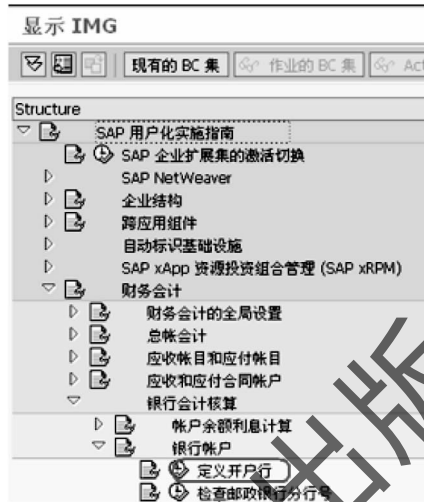 显示 IMG
现有的 BC 集 作业的 BC 集 Act
Structure
SAP 用户化实施指南
SAP 企业扩展集的激活切换
SAP NetWeaver
企业结构
跨应用组件
自动标识基础设施
SAP xApp 资源投资组合管理 (SAP xRPM)
财务会计
财务会计的全局设置
总帐会计
应收帐目和应付帐目
应收和应付合同帐户
银行会计核算
帐户余额利息计算
银行帐户
定义开户行
检查邮政银行分行号
出版